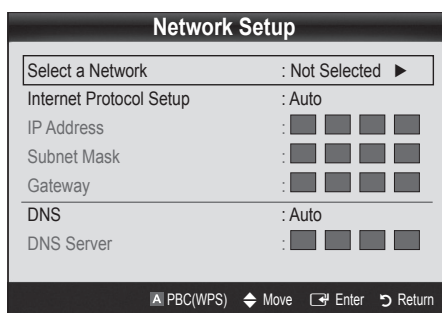 Network Setup
Select a Network : Not Selected ▶
Internet Protocol Setup : Auto
IP Address :
Subnet Mask :
Gateway :
DNS : Auto
DNS Server :
A PBC(WPS) Move Enter Return